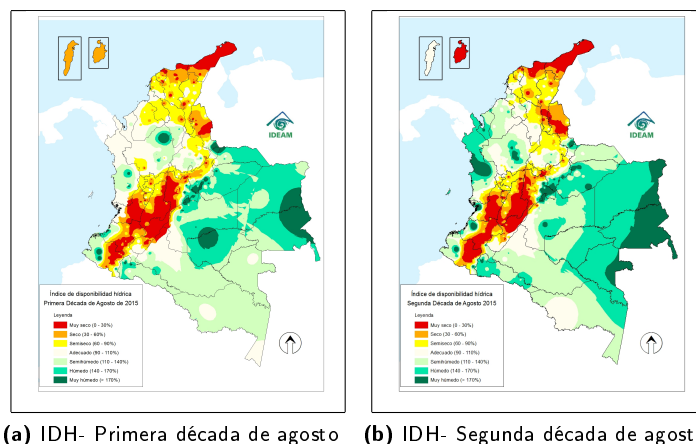 IDEAM
Índice de disponibilidad hídrica
Primera Década de Agosto de 2015
Leyenda
Muy seco (0 - 30%)
Seco (30 - 60%)
Semiseco (60 - 90%)
Adecuado (90 - 110%)
Semihúmedo (110 - 140%)
Húmedo (140 - 170%)
Muy húmedo (> 170%)
(a) IDH- Primera década de agosto
IDEAM
Índice de disponibilidad hídrica
Segunda Década de Agosto de 2015
Leyenda
Muy seco (0 - 30%)
Seco (30 - 60%)
Semiseco (60 - 90%)
Adecuado (90 - 110%)
Semihúmedo (110 - 140%)
Húmedo (140 - 170%)
Muy húmedo (> 170%)
(b) IDH- Segunda década de agost